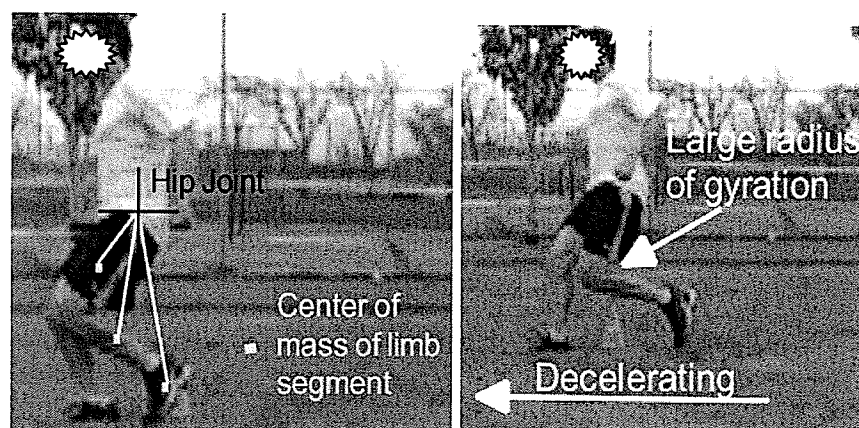 Hip Joint
Center of
mass of limb
segment
Large radius
of gyration
Decelerating